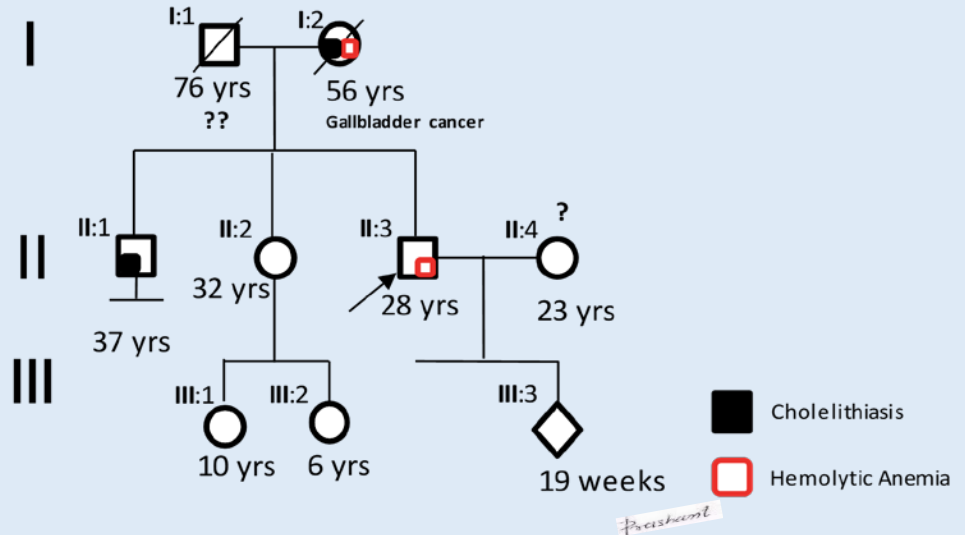 I
I:1
I:2
76 yrs
56 yrs
??
Gallbladder cancer
II
II:1
II:2
II:3
II:4
?
32 yrs
28 yrs
23 yrs
37 yrs
III
III:1
III:2
III:3
10 yrs
6 yrs
19 weeks
Cholelithiasis
Hemolytic Anemia
Prashant